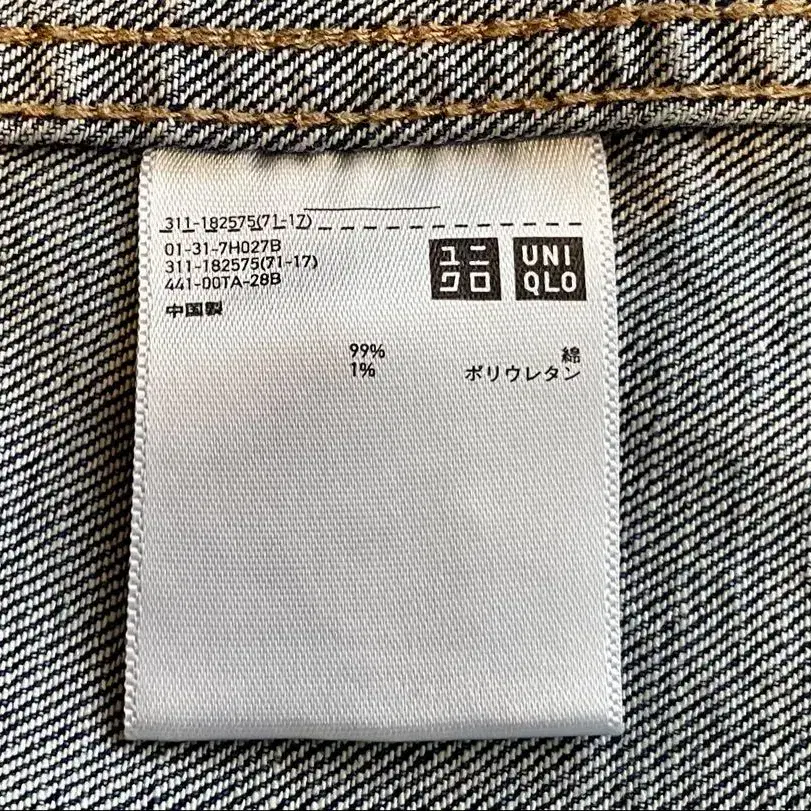 311-182575(71-17)
01-31-7H027B
311-182575(71-17)
441-00TA-28B
中国製
ユニ
クロ
UNI
QLO
99% 綿
1% ポリウレタン